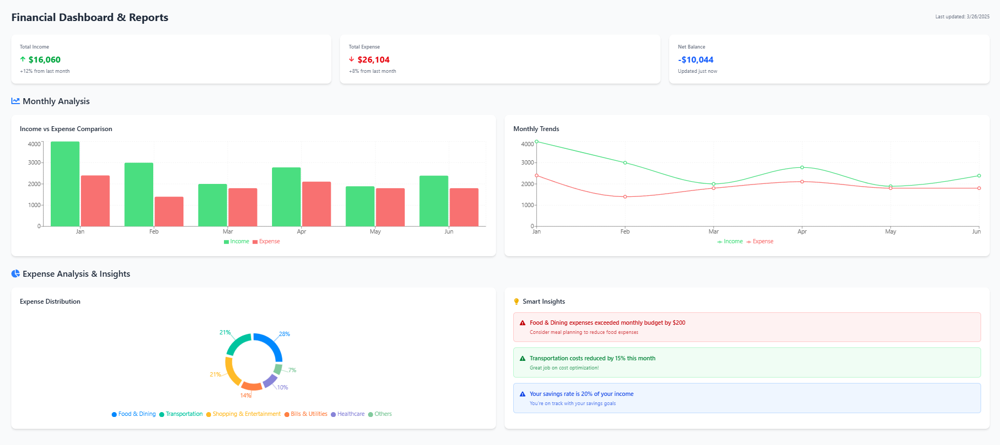 Financial Dashboard & Reports
Last updated: 3/26/2025
Total Income
$16,060
+12% from last month
Total Expense
$26,104
+8% from last month
Net Balance
-$10,044
Updated just now
Monthly Analysis
Income vs Expense Comparison
4000
3000
2000
1000
0
Jan Feb Mar Apr May Jun
Income Expense
Monthly Trends
4000
3000
2000
1000
0
Jan Feb Mar Apr May Jun
Income Expense
Expense Analysis & Insights
Expense Distribution
21% 28%
7%
21%
10%
14%
Food & Dining Transportation Shopping & Entertainment Bills & Utilities Healthcare Others
Smart Insights
Food & Dining expenses exceeded monthly budget by $200
Consider meal planning to reduce food expenses
Transportation costs reduced by 15% this month
Great job on cost optimization!
Your savings rate is 20% of your income
You're on track with your savings goals